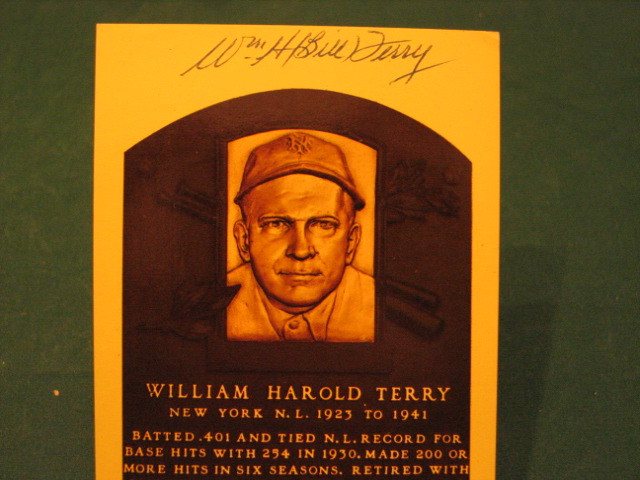 Wm H (Bill) Terry
NY
WILLIAM HAROLD TERRY
NEW YORK N.L. 1923 TO 1941
BATTED .401 AND TIED N.L. RECORD FOR
BASE HITS WITH 254 IN 1930. MADE 200 OR
MORE HITS IN SIX SEASONS. RETIRED WITH